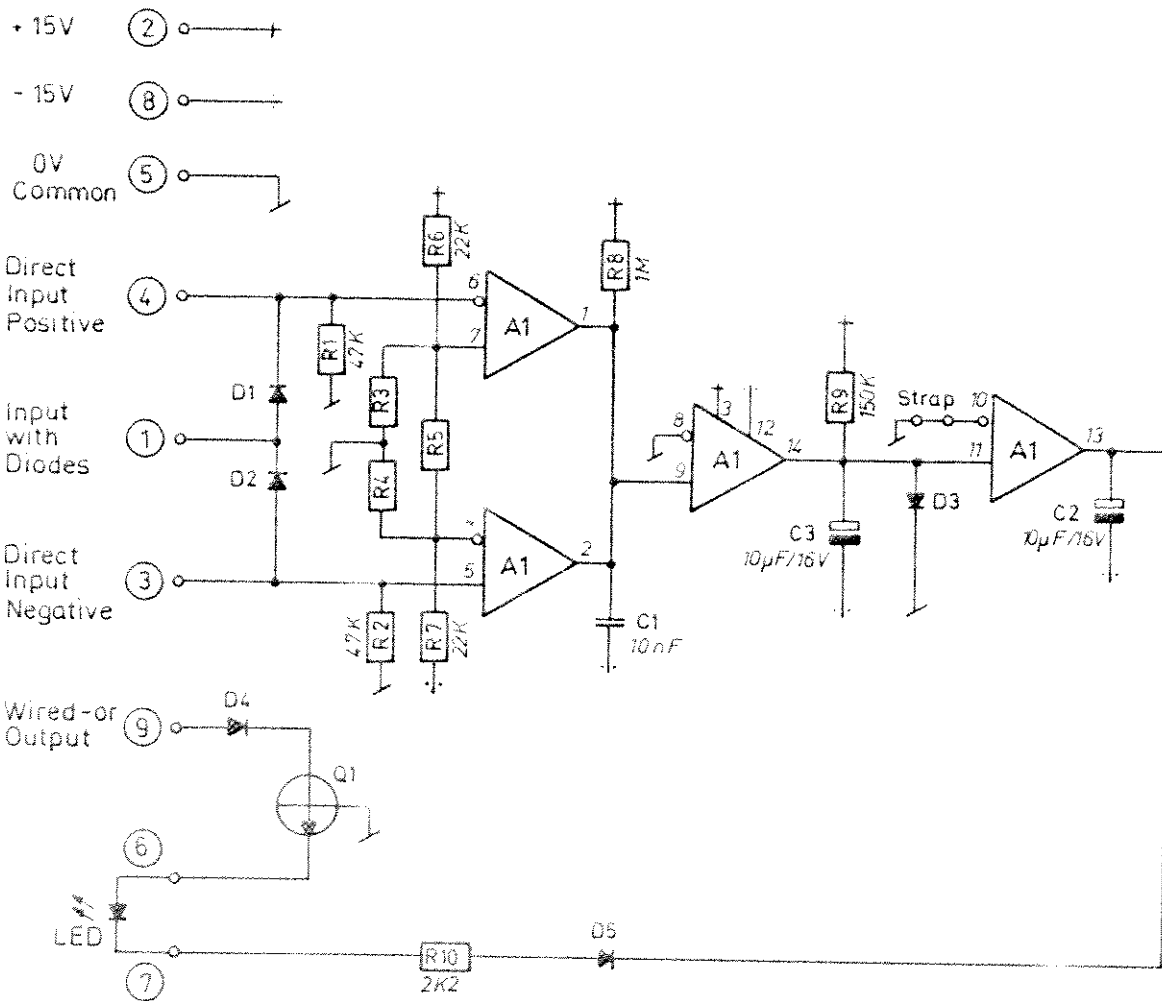 + 15V 2
- 15V 8
0V
Common 5
Direct
Input
Positive 4
Input
with
Diodes 1
Direct
Input
Negative 3
D1
D2
R1
47K
R6
22K
R3
R4
R5
R2
47K
R7
22K
6
7
A1
1
5
A1
2
R8
1M
C1
10nF
8
9
A1
3
12
14
R9
150K
C3
10µF/16V
D3
Strap
10
11
A1
13
C2
10µF/16V
Wired-or
Output 9
D4
Q1
6
LED
7
R10
2K2
D5